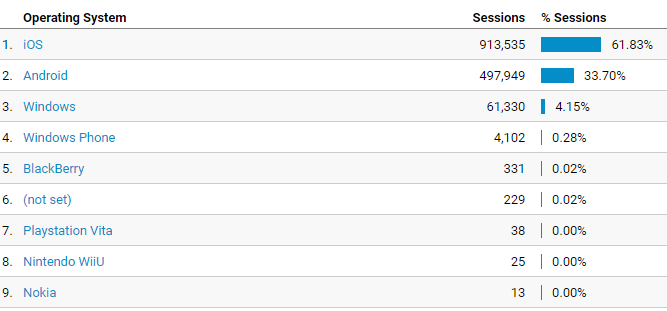 Operating System Sessions % Sessions
1. iOS 913,535 61.83%
2. Android 497,949 33.70%
3. Windows 61,330 4.15%
4. Windows Phone 4,102 0.28%
5. BlackBerry 331 0.02%
6. (not set) 229 0.02%
7. Playstation Vita 38 0.00%
8. Nintendo WiiU 25 0.00%
9. Nokia 13 0.00%